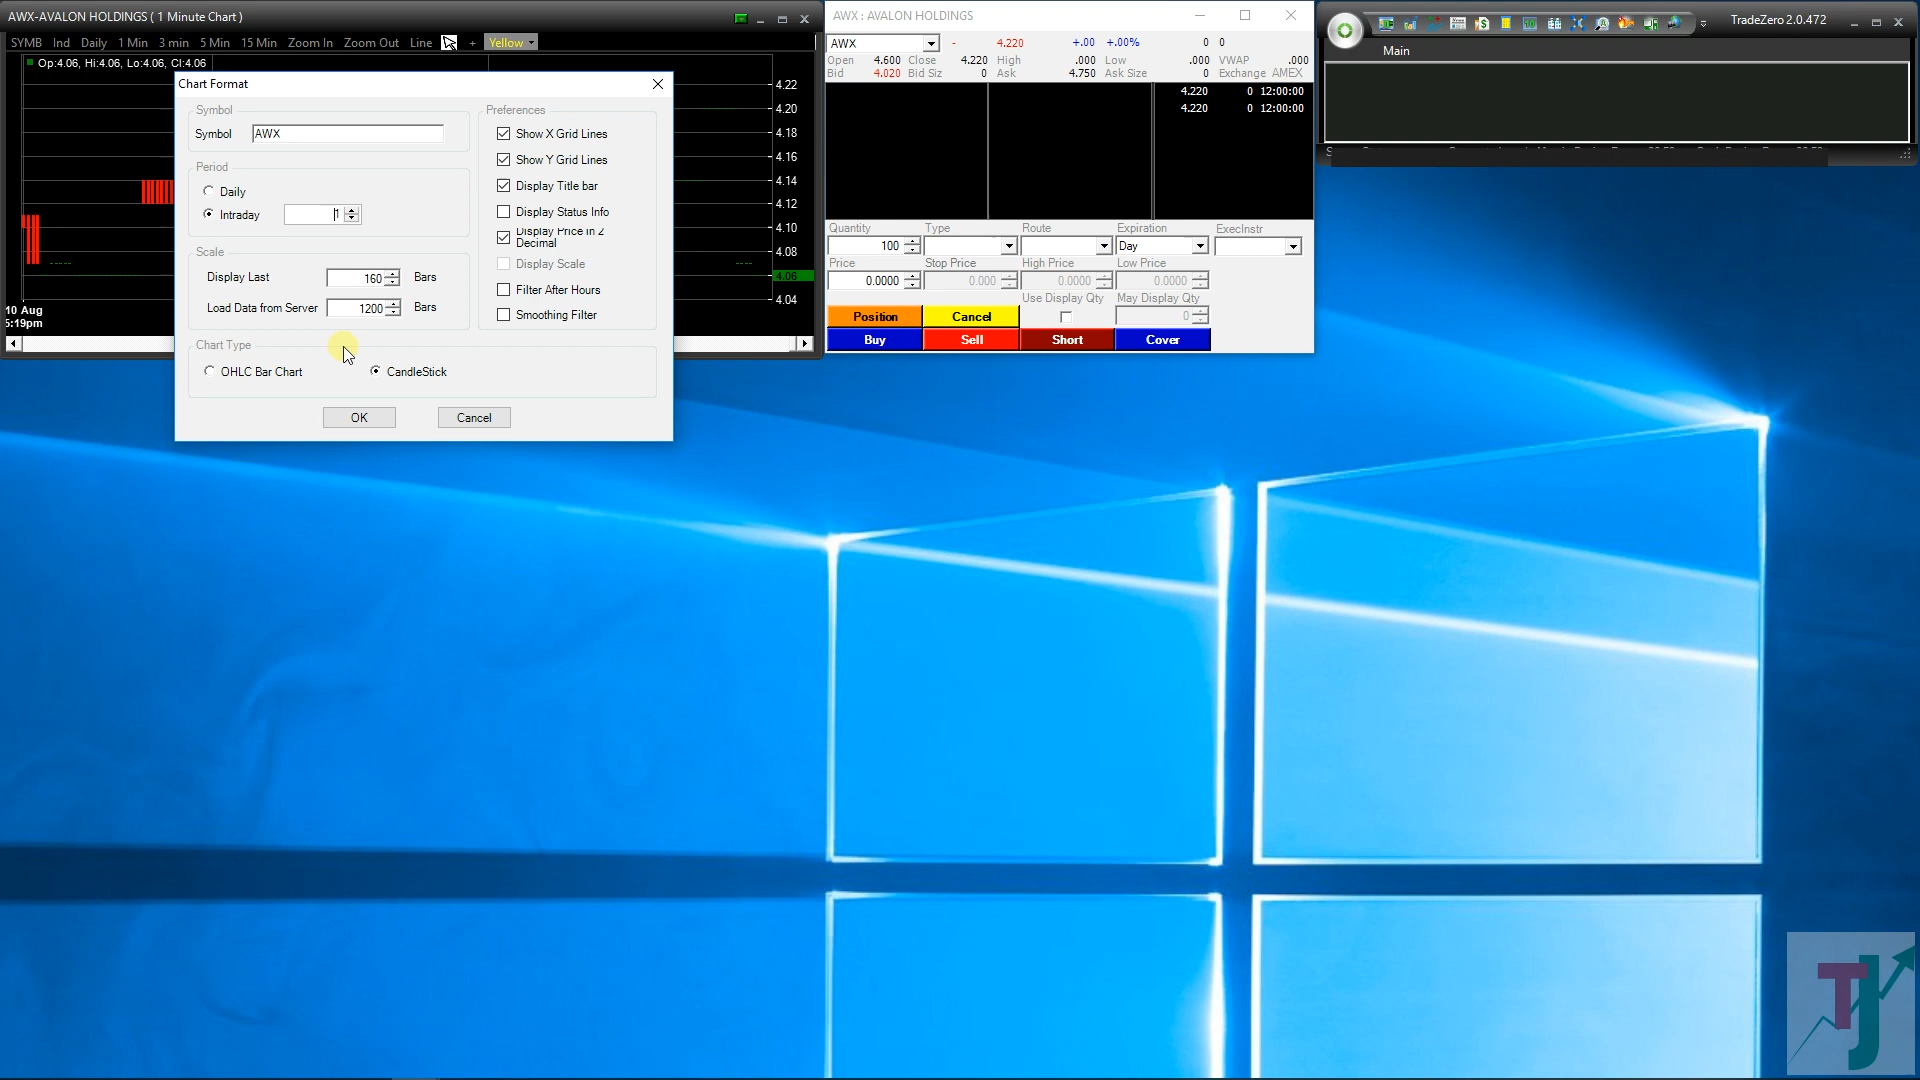 AWX-AVALON HOLDINGS ( 1 Minute Chart )
SYMB Ind Daily 1 Min 3 min 5 Min 15 Min Zoom In Zoom Out Line + Yellow
Op:4.06, Hi:4.06, Lo:4.06, Cl:4.06
4.22
4.20
4.18
4.16
4.14
4.12
4.10
4.08
4.06
4.04
10 Aug
5:19pm
Chart Format
Symbol
Symbol AWX
Period
Daily
Intraday 1
Scale
Display Last 160 Bars
Load Data from Server 1200 Bars
Preferences
Show X Grid Lines
Show Y Grid Lines
Display Title bar
Display Status Info
Display Price in 2
Decimal
Display Scale
Filter After Hours
Smoothing Filter
Chart Type
OHLC Bar Chart CandleStick
OK Cancel
AWX : AVALON HOLDINGS
AWX - 4.220 +.00 +.00% 0 0
Open 4.600 Close 4.220 High .000 Low .000 VWAP .000
Bid 4.020 Bid Siz 0 Ask 4.750 Ask Size 0 Exchange AMEX
4.220 0 12:00:00
4.220 0 12:00:00
Quantity Type Route Expiration ExecInstr
100 Day
Price Stop Price High Price Low Price
0.0000 0.000 0.0000 0.0000
Use Display Qty May Display Qty
0
Position Cancel
Buy Sell Short Cover
TradeZero 2.0.472
Main
TJ